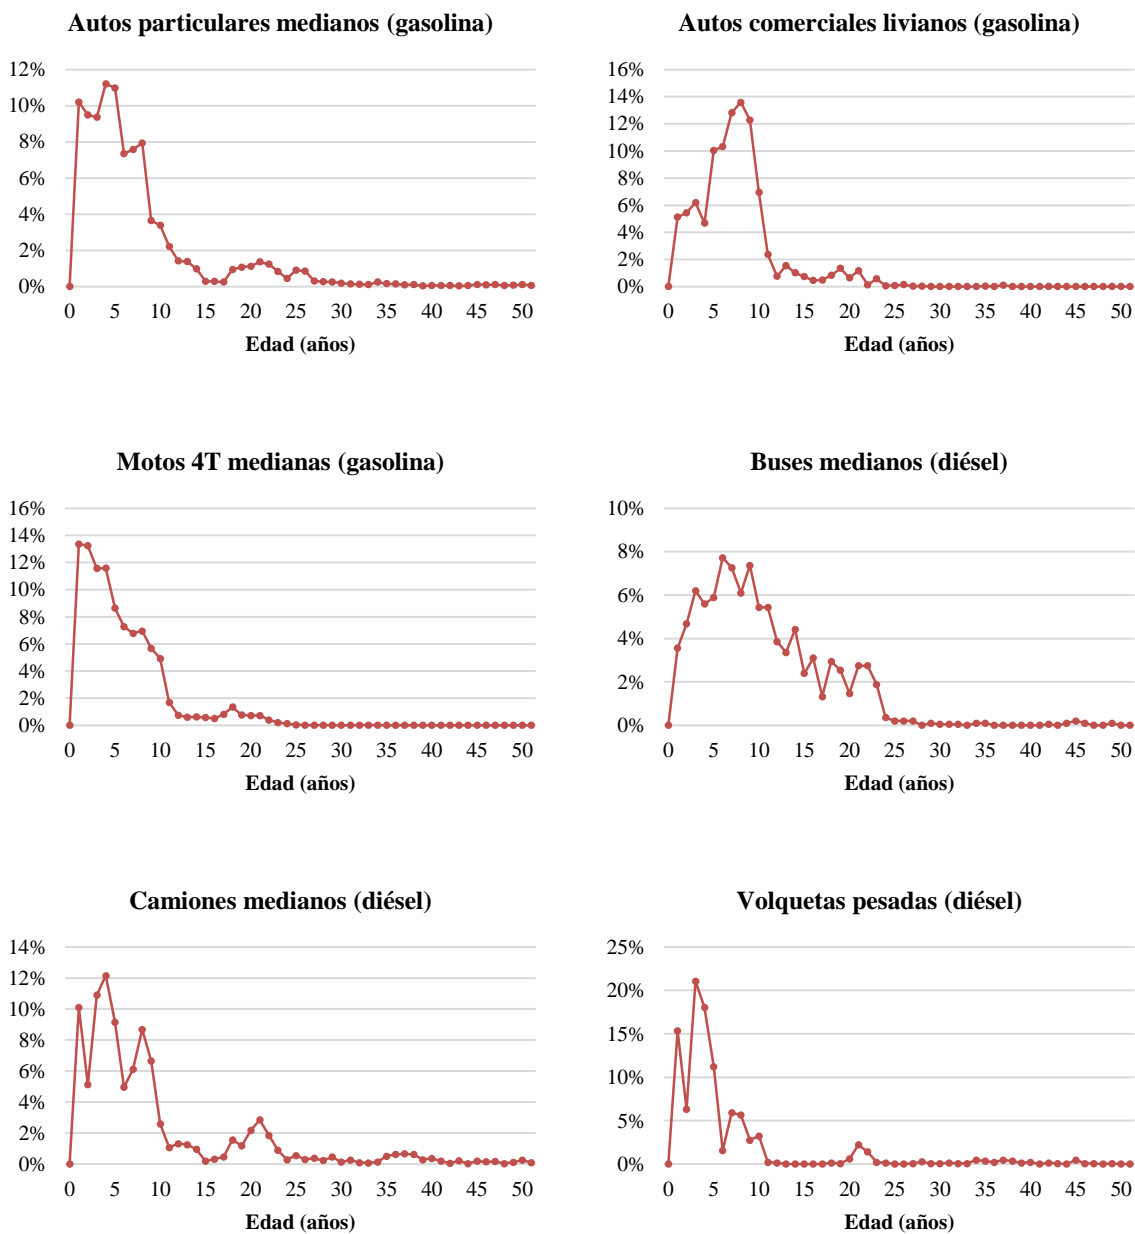 Autos particulares medianos (gasolina)
12%
10%
8%
6%
4%
2%
0%
0 5 10 15 20 25 30 35 40 45 50
Edad (años)
Autos comerciales livianos (gasolina)
16%
14%
12%
10%
8%
6%
4%
2%
0%
0 5 10 15 20 25 30 35 40 45 50
Edad (años)
Motos 4T medianas (gasolina)
16%
14%
12%
10%
8%
6%
4%
2%
0%
0 5 10 15 20 25 30 35 40 45 50
Edad (años)
Buses medianos (diésel)
10%
8%
6%
4%
2%
0%
0 5 10 15 20 25 30 35 40 45 50
Edad (años)
Camiones medianos (diésel)
14%
12%
10%
8%
6%
4%
2%
0%
0 5 10 15 20 25 30 35 40 45 50
Edad (años)
Volquetas pesadas (diésel)
25%
20%
15%
10%
5%
0%
0 5 10 15 20 25 30 35 40 45 50
Edad (años)